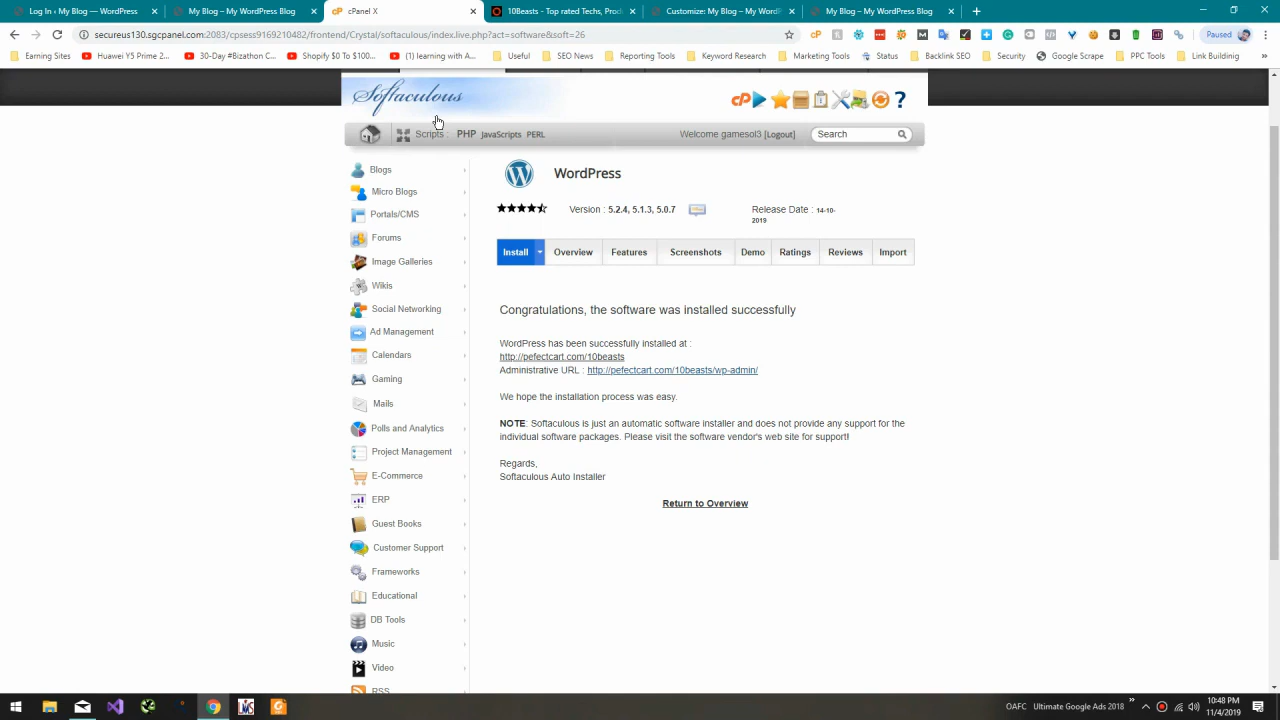 Log In ‹ My Blog — WordPress
My Blog – My WordPress Blog
cPanel X
10Beasts - Top rated Techs, Prod
Customize: My Blog – My WordP
My Blog – My WordPress Blog
secureus130.sgcpanel.com:2083/cpsess9169210482/frontend/Crystal/softaculous/index.live.php?act=software&soft=26
Paused
Earning Sites
Huawei Y5 Prime 2...
30-Day #Bizathon C...
Shopify $0 To $100...
(1) learning with A...
Useful
SEO News
Reporting Tools
Keyword Research
Marketing Tools
Status
Backlink SEO
Security
Google Scrape
PPC Tools
Link Buildinig
Softaculous
Scripts : PHP JavaScripts PERL
Welcome gamesol3 [Logout]
Search
Blogs
Micro Blogs
Portals/CMS
Forums
Image Galleries
Wikis
Social Networking
Ad Management
Calendars
Gaming
Mails
Polls and Analytics
Project Management
E-Commerce
ERP
Guest Books
Customer Support
Frameworks
Educational
DB Tools
Music
Video
RSS
WordPress
Version : 5.2.4, 5.1.3, 5.0.7
Release Date : 14-10-
2019
Install
Overview
Features
Screenshots
Demo
Ratings
Reviews
Import
Congratulations, the software was installed successfully
WordPress has been successfully installed at :
http://pefectcart.com/10beasts
Administrative URL : http://pefectcart.com/10beasts/wp-admin/
We hope the installation process was easy.
NOTE: Softaculous is just an automatic software installer and does not provide any support for the
individual software packages. Please visit the software vendor's web site for support!
Regards,
Softaculous Auto Installer
Return to Overview
OAFC
Ultimate Google Ads 2018
10:48 PM
11/4/2019